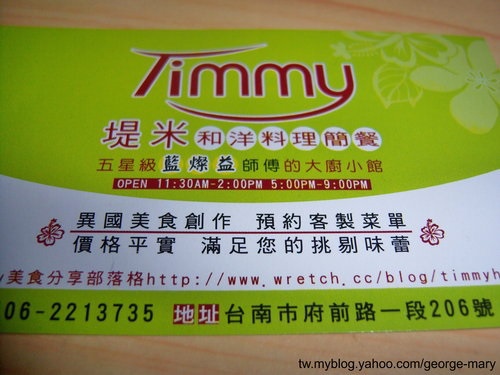 Timmy
堤米和洋料理簡餐
五星級藍燦益師傅的大廚小館
OPEN 11:30AM-2:00PM 5:00PM-9:00PM
異國美食創作 預約客製菜單
價格平實 滿足您的挑剔味蕾
美食分享部落格http://www.wretch.cc/blog/timmyh
06-2213735 地址 台南市府前路一段206號
tw.myblog.yahoo.com/george-mary